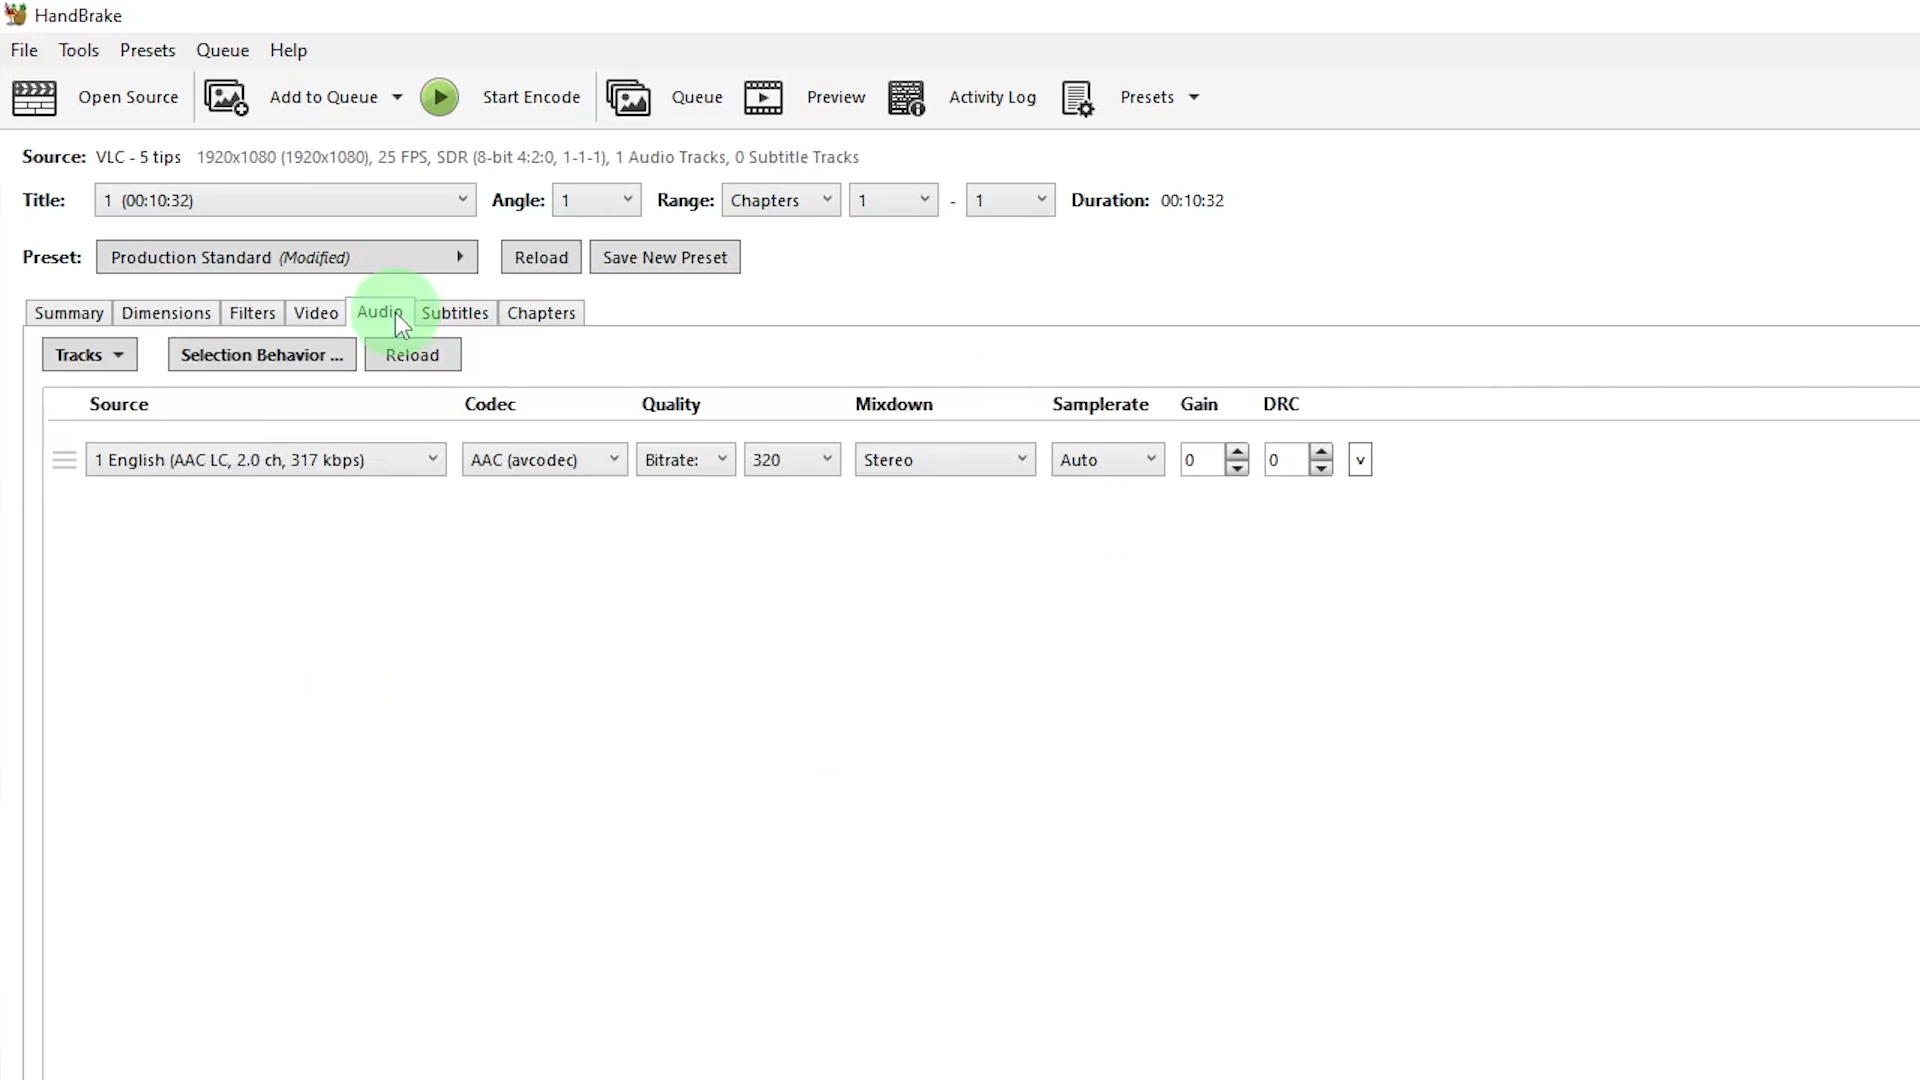 HandBrake
File Tools Presets Queue Help
Open Source Add to Queue Start Encode Queue Preview Activity Log Presets
Source: VLC - 5 tips 1920x1080 (1920x1080), 25 FPS, SDR (8-bit 4:2:0, 1-1-1), 1 Audio Tracks, 0 Subtitle Tracks
Title: 1 (00:10:32) Angle: 1 Range: Chapters 1 - 1 Duration: 00:10:32
Preset: Production Standard (Modified) Reload Save New Preset
Summary Dimensions Filters Video Audio Subtitles Chapters
Tracks Selection Behavior ... Reload
Source Codec Quality Mixdown Samplerate Gain DRC
1 English (AAC LC, 2.0 ch, 317 kbps) AAC (avcodec) Bitrate: 320 Stereo Auto 0 0 v